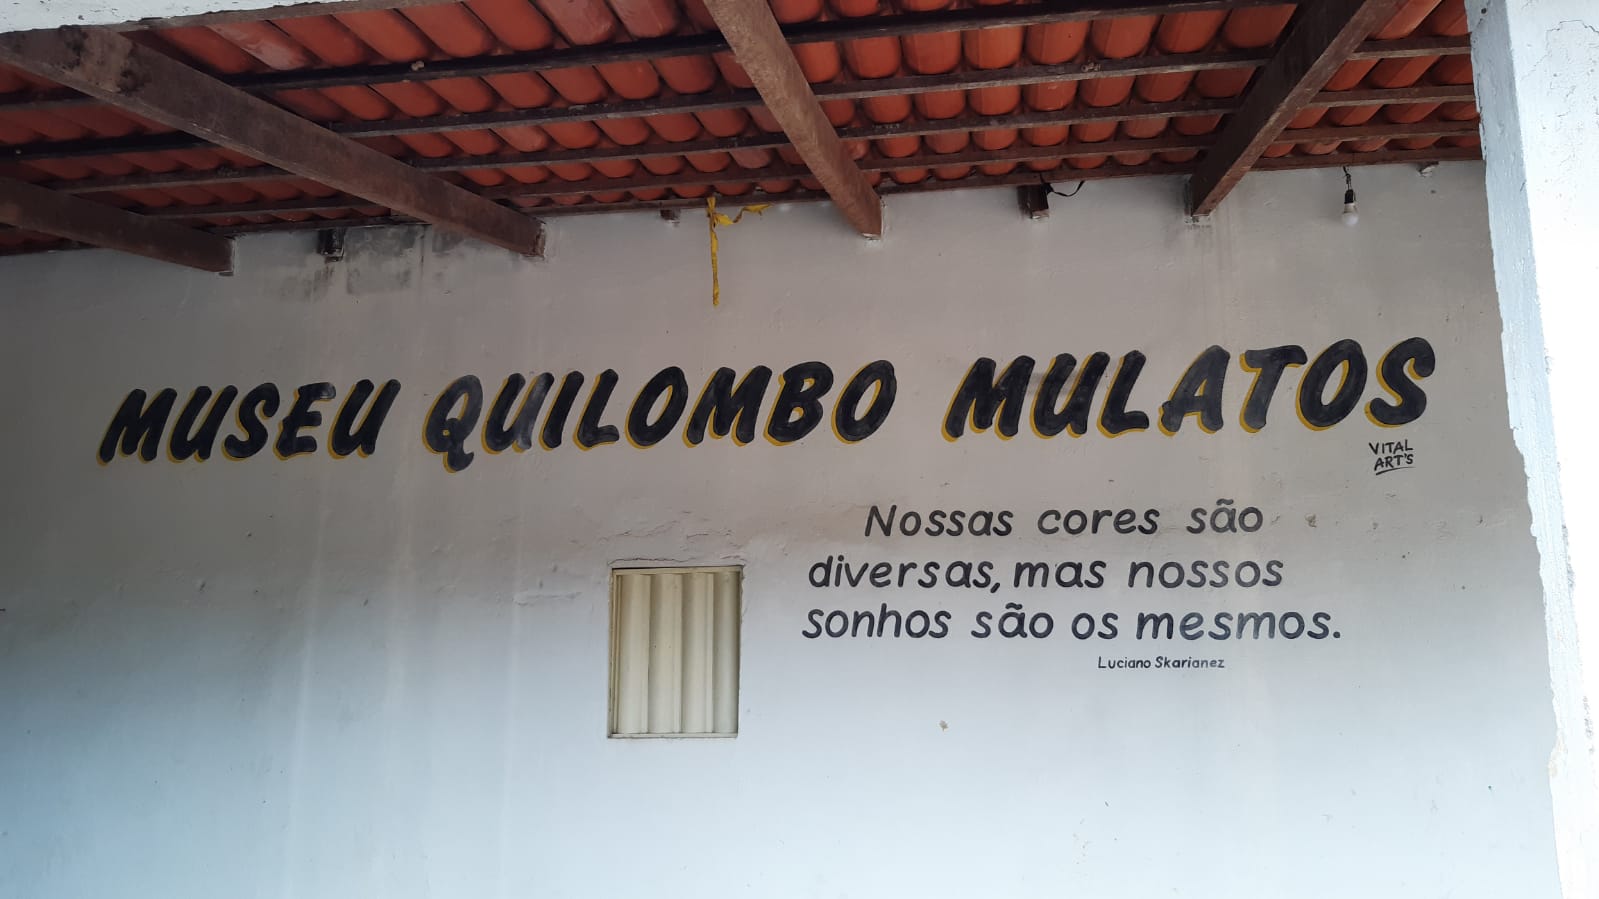 MUSEU QUILOMBO MULATOS
VITAL
ART'S
Nossas cores são
diversas, mas nossos
sonhos são os mesmos.
Luciano Skarianez